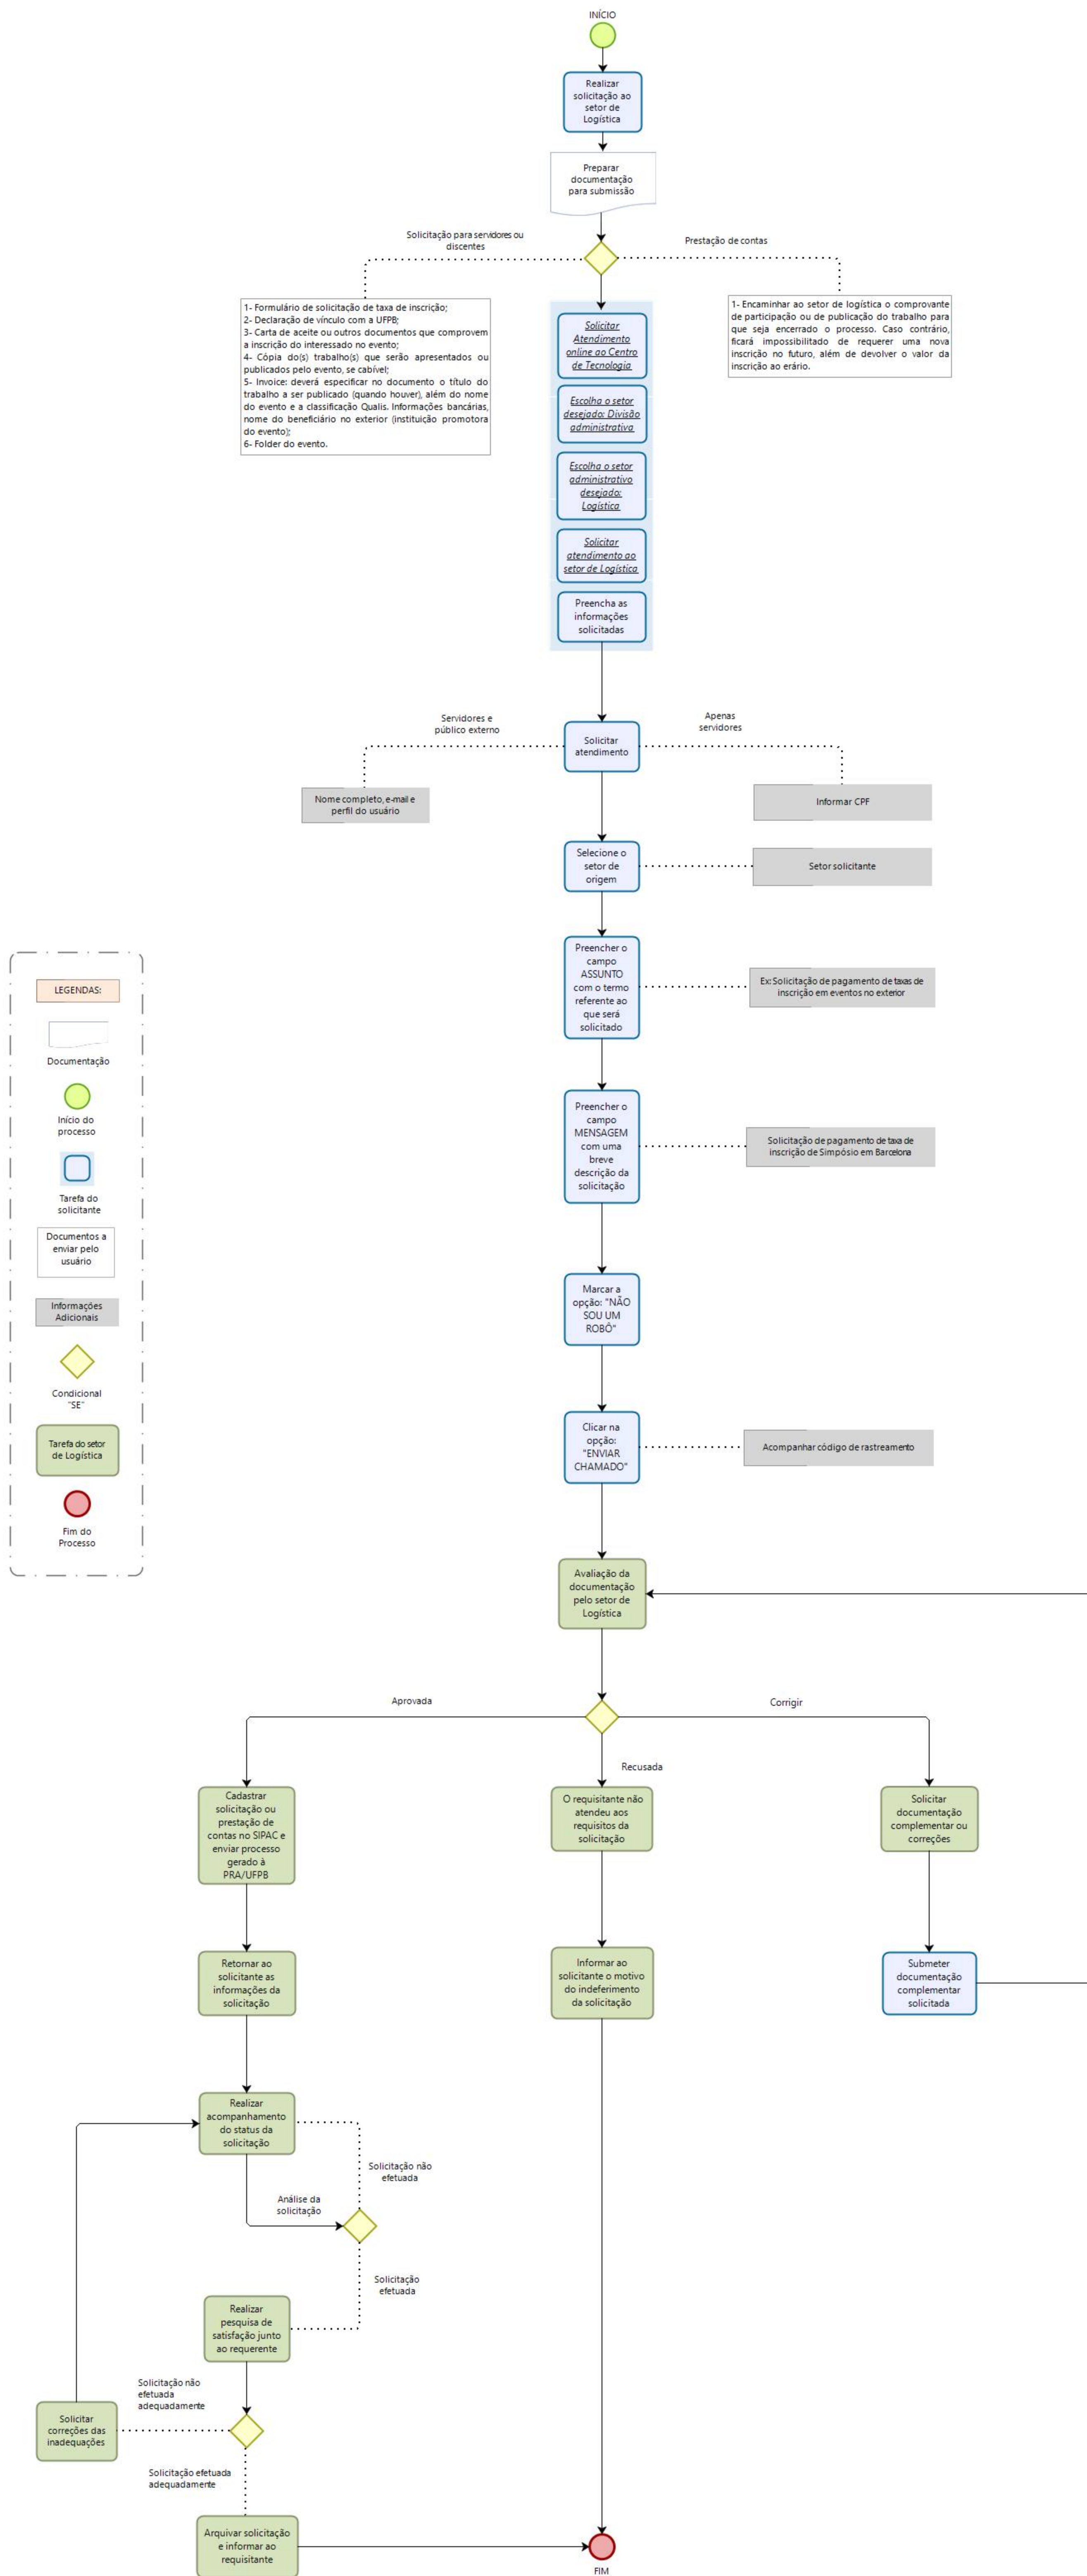 INÍCIO
Realizar
solicitação ao
setor de
Logística
Preparar
documentação
para submissão
Solicitação para servidores ou
discentes
Prestação de contas
1- Formulário de solicitação de taxa de inscrição;
2- Declaração de vínculo com a UFPB;
3- Carta de aceite ou outros documentos que comprovem
a inscrição do interessado no evento;
4- Cópia do(s) trabalho(s) que serão apresentados ou
publicados pelo evento, se cabível;
5- Invoice: deverá especificar no documento o título do
trabalho a ser publicado (quando houver), além do nome
do evento e a classificação Qualis. Informações bancárias,
nome do beneficiário no exterior (instituição promotora
do evento);
6- Folder do evento.
1- Encaminhar ao setor de logística o comprovante
de participação ou de publicação do trabalho para
que seja encerrado o processo. Caso contrário,
ficará impossibilitado de requerer uma nova
inscrição no futuro, além de devolver o valor da
inscrição ao erário.
Solicitar
Atendimento
online ao Centro
de Tecnologia
Escolha o setor
desejado: Divisão
administrativa
Escolha o setor
administrativo
desejado:
Logística
Solicitar
atendimento ao
setor de Logística
Preencha as
informações
solicitadas
Servidores e
público externo
Solicitar
atendimento
Apenas
servidores
Nome completo, e-mail e
perfil do usuário
Informar CPF
Selecione o
setor de
origem
Setor solicitante
Preencher o
campo
ASSUNTO
com o termo
referente ao
que será
solicitado
Ex: Solicitação de pagamento de taxas de
inscrição em eventos no exterior
Preencher o
campo
MENSAGEM
com uma
breve
descrição da
solicitação
Solicitação de pagamento de taxa de
inscrição de Simpósio em Barcelona
Marcar a
opção: "NÃO
SOU UM
ROBÔ"
Clicar na
opção:
"ENVIAR
CHAMADO"
Acompanhar código de rastreamento
LEGENDAS:
Documentação
Início do
processo
Tarefa do
solicitante
Documentos a
enviar pelo
usuário
Informações
Adicionais
Condicional
"SE"
Tarefa do setor
de Logística
Fim do
Processo
Avaliação da
documentação
pelo setor de
Logística
Aprovada
Corrigir
Recusada
Cadastrar
solicitação ou
prestação de
contas no SIPAC e
enviar processo
gerado à
PRA/UFPB
O requisitante não
atendeu aos
requisitos da
solicitação
Solicitar
documentação
complementar ou
correções
Retornar ao
solicitante as
informações da
solicitação
Informar ao
solicitante o motivo
do indeferimento
da solicitação
Submeter
documentação
complementar
solicitada
Realizar
acompanhamento
do status da
solicitação
Solicitação não
efetuada
Análise da
solicitação
Solicitação
efetuada
Realizar
pesquisa de
satisfação junto
ao requerente
Solicitação não
efetuada
adequadamente
Solicitar
correções das
inadequações
Solicitação efetuada
adequadamente
Arquivar solicitação
e informar ao
requisitante
FIM